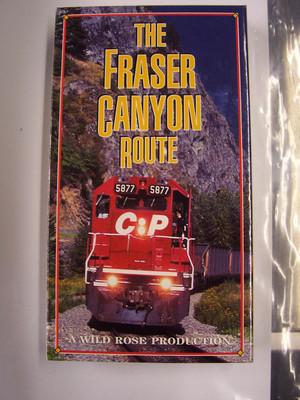 THE
FRASER
CANYON
ROUTE
5877 5877
CP
A WILD ROSE PRODUCTION